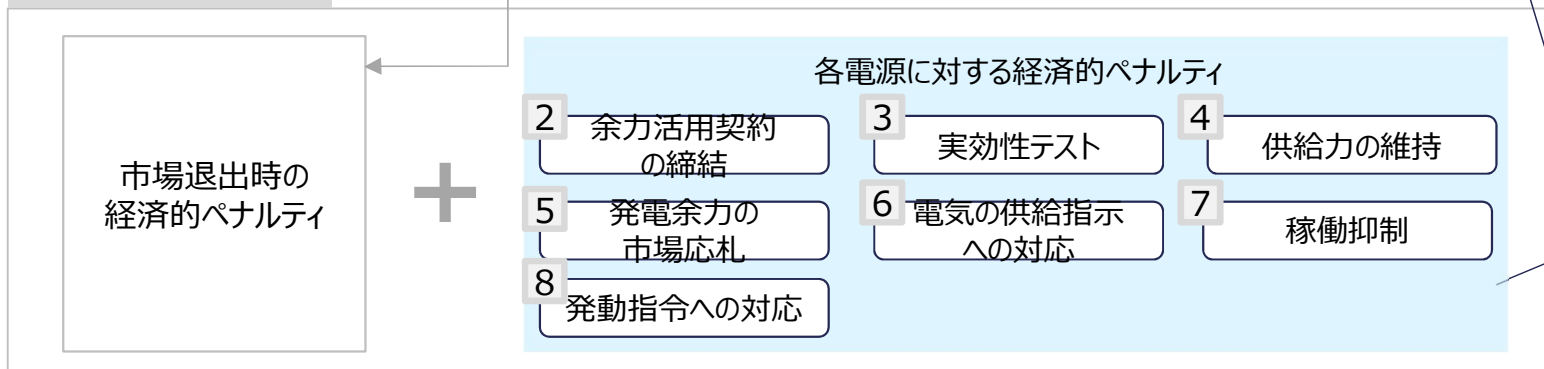 各電源に対する経済的ペナルティ
市場退出時の
経済的ペナルティ
+
2
余力活用契約
の締結
3
実効性テスト
4
供給力の維持
5
発電余力の
市場応札
6
電気の供給指示
への対応
7
稼働抑制
8
発動指令への対応